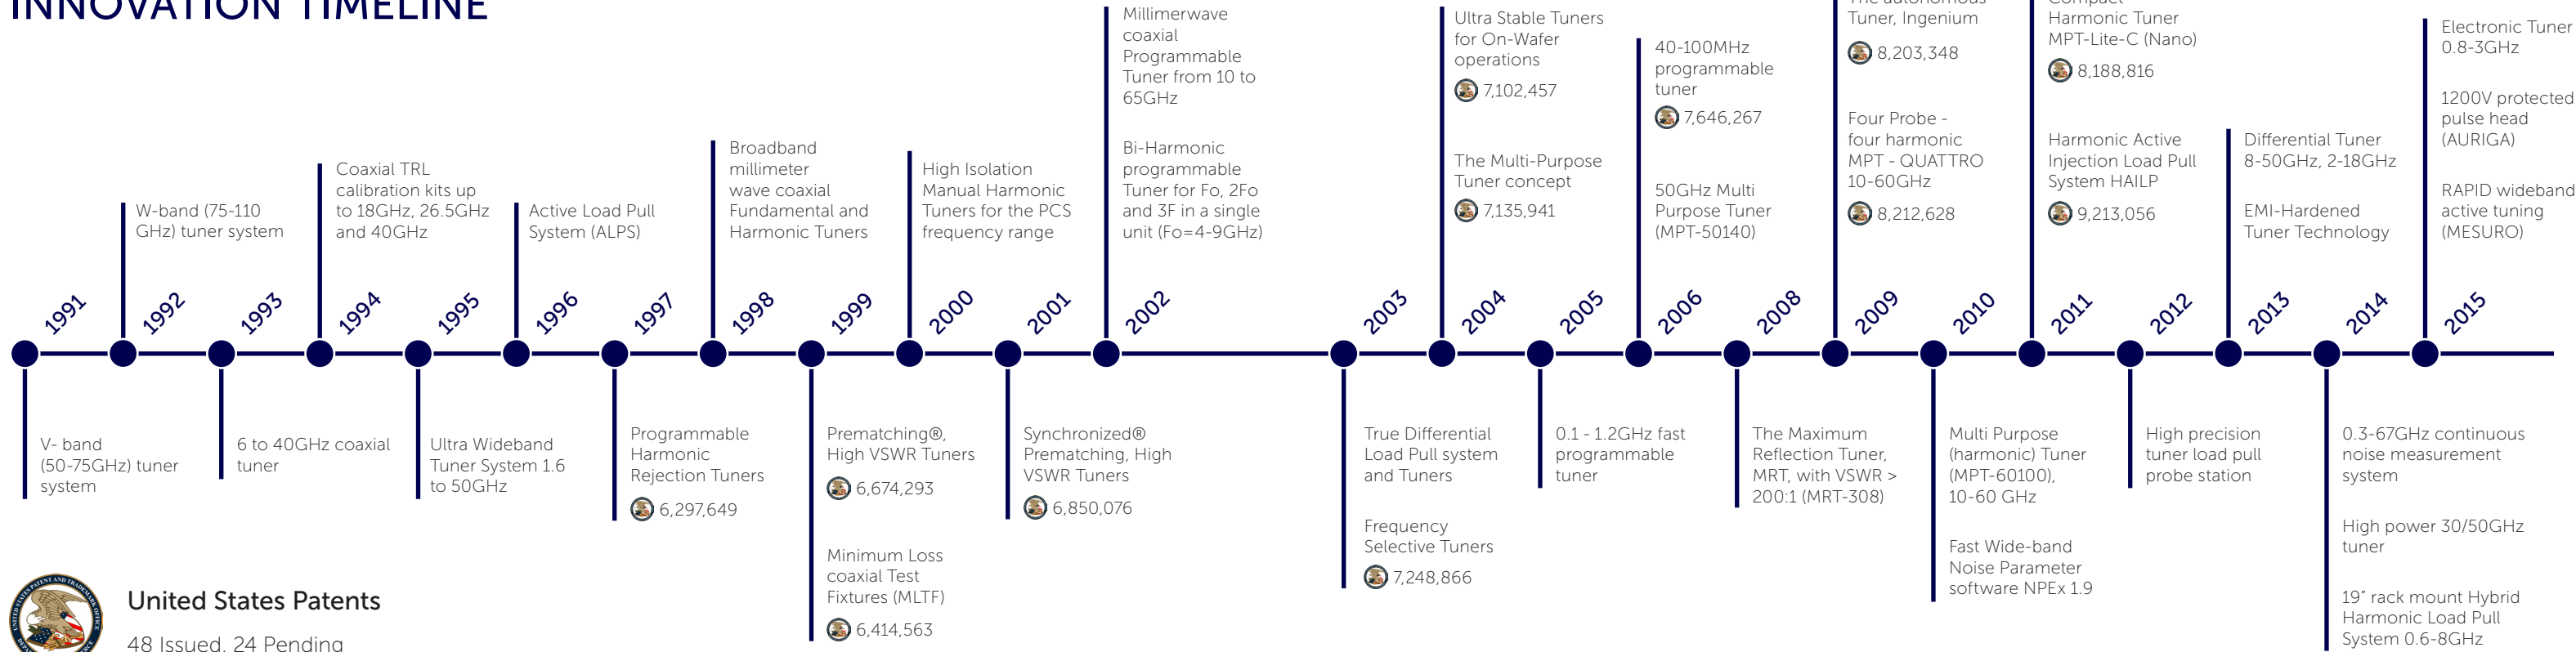 INNOVATION TIMELINE
1991
V- band
(50-75GHz) tuner
system
1992
W-band (75-110
GHz) tuner system
1993
6 to 40GHz coaxial
tuner
1994
Coaxial TRL
calibration kits up
to 18GHz, 26.5GHz
and 40GHz
1995
Ultra Wideband
Tuner System 1.6
to 50GHz
1996
Active Load Pull
System (ALPS)
1997
Programmable
Harmonic
Rejection Tuners
6,297,649
1998
Broadband
millimeter
wave coaxial
Fundamental and
Harmonic Tuners
1999
Prematching®,
High VSWR Tuners
6,674,293
Minimum Loss
coaxial Test
Fixtures (MLTF)
6,414,563
2000
High Isolation
Manual Harmonic
Tuners for the PCS
frequency range
2001
Synchronized®
Prematching, High
VSWR Tuners
6,850,076
2002
Millimerwave
coaxial
Programmable
Tuner from 10 to
65GHz
Bi-Harmonic
programmable
Tuner for Fo, 2Fo
and 3F in a single
unit (Fo=4-9GHz)
2003
True Differential
Load Pull system
and Tuners
Frequency
Selective Tuners
7,248,866
2004
Ultra Stable Tuners
for On-Wafer
operations
7,102,457
The Multi-Purpose
Tuner concept
7,135,941
2005
0.1 - 1.2GHz fast
programmable
tuner
2006
40-100MHz
programmable
tuner
7,646,267
50GHz Multi
Purpose Tuner
(MPT-50140)
2008
The Maximum
Reflection Tuner,
MRT, with VSWR >
200:1 (MRT-308)
2009
The autonomous
Tuner, Ingenium
8,203,348
Four Probe -
four harmonic
MPT - QUATTRO
10-60GHz
8,212,628
2010
Multi Purpose
(harmonic) Tuner
(MPT-60100),
10-60 GHz
Fast Wide-band
Noise Parameter
software NPEx 1.9
2011
Compact
Harmonic Tuner
MPT-Lite-C (Nano)
8,188,816
Harmonic Active
Injection Load Pull
System HAILP
9,213,056
2012
High precision
tuner load pull
probe station
2013
Differential Tuner
8-50GHz, 2-18GHz
EMI-Hardened
Tuner Technology
2014
0.3-67GHz continuous
noise measurement
system
High power 30/50GHz
tuner
19” rack mount Hybrid
Harmonic Load Pull
System 0.6-8GHz
2015
Electronic Tuner
0.8-3GHz
1200V protected
pulse head
(AURIGA)
RAPID wideband
active tuning
(MESURO)
UNITED STATES PATENT AND TRADEMARK OFFICE
United States Patents
48 Issued, 24 Pending